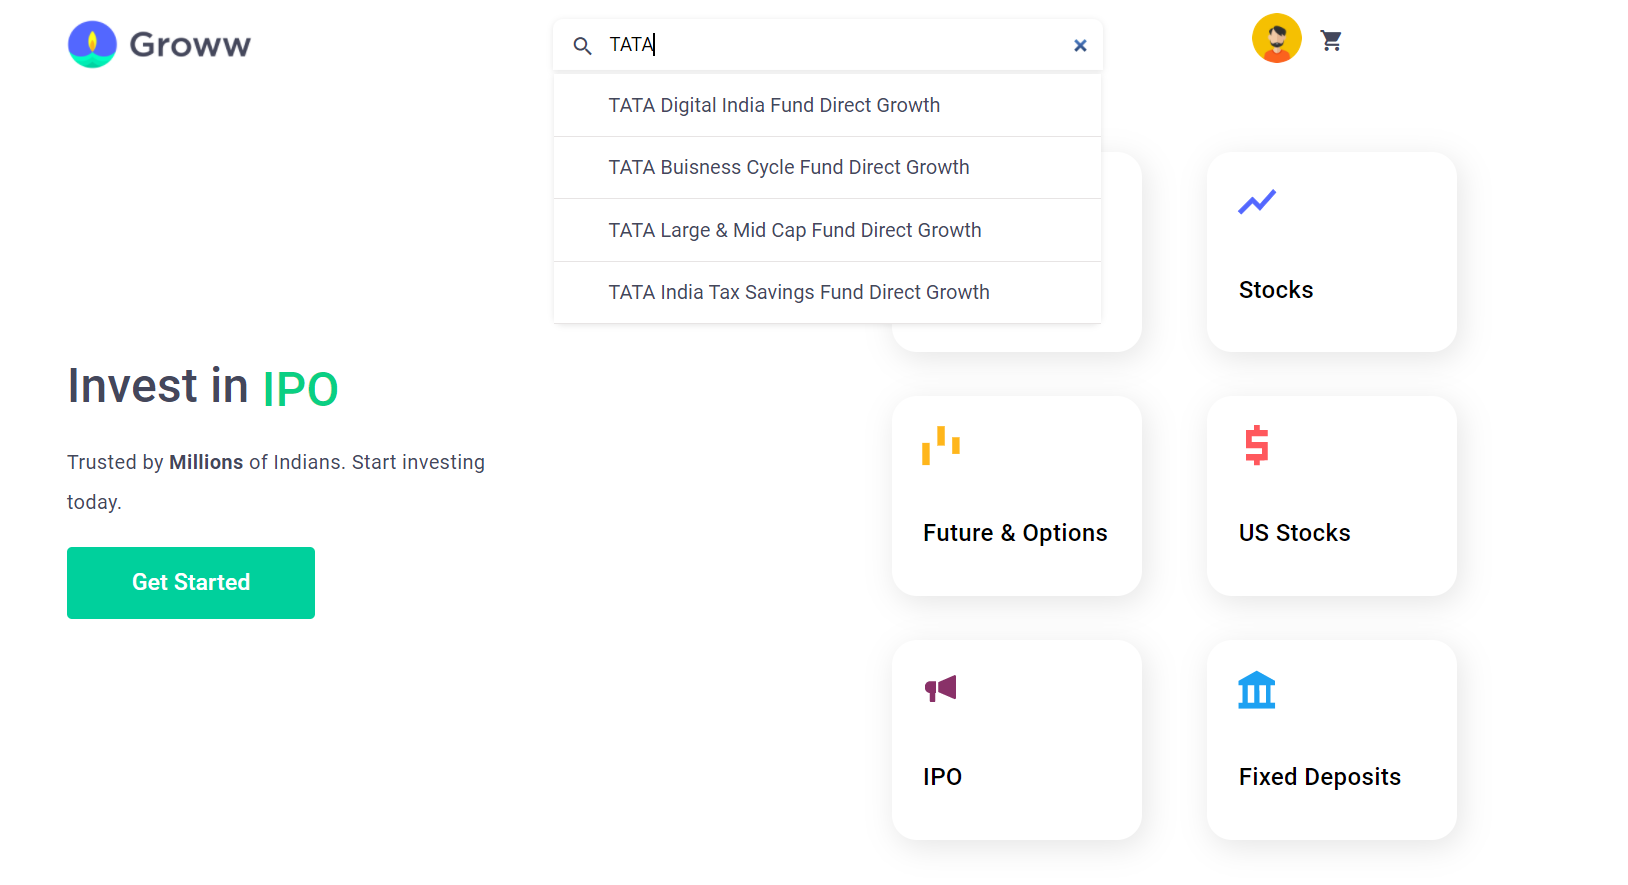 Groww
TATA
TATA Digital India Fund Direct Growth
TATA Buisness Cycle Fund Direct Growth
TATA Large & Mid Cap Fund Direct Growth
TATA India Tax Savings Fund Direct Growth
Invest in IPO
Trusted by Millions of Indians. Start investing
today.
Get Started
Stocks
Future & Options
US Stocks
IPO
Fixed Deposits